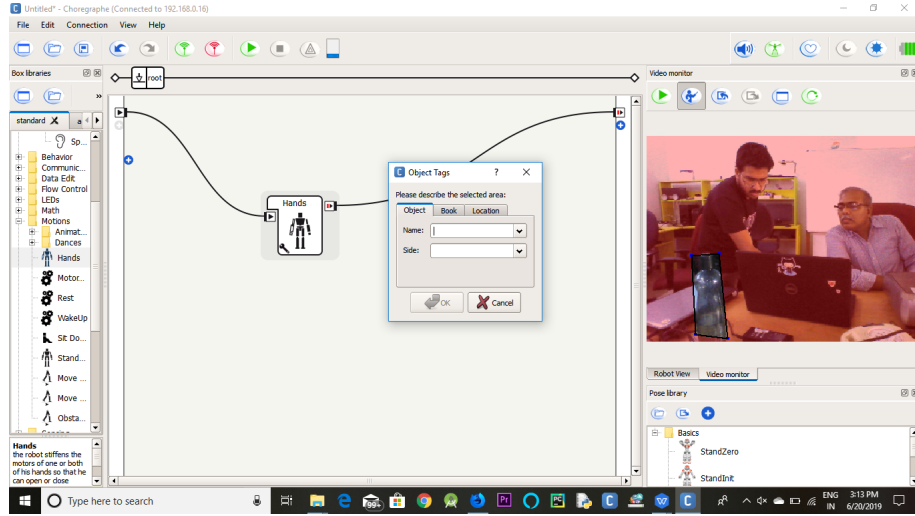 Untitled* - Choregraphe (Connected to 192.168.0.16)
File Edit Connection View Help
Box libraries
root
Video monitor
standard
a
Sp...
Behavior
Communic...
Data Edit
Flow Control
LEDs
Math
Motions
Animat...
Dances
Hands
Motor...
Rest
WakeUp
Sit Do...
Stand...
Move ...
Move ...
Obsta...
Hands
the robot stiffens the
motors of one or both
of his hands so that he
can open or close
Hands
Object Tags
Please describe the selected area:
Object Book Location
Name:
Side:
OK Cancel
Robot View Video monitor
Pose library
Basics
StandZero
StandInit
Type here to search
99+
Pr
PC
C
C
ENG
IN
3:13 PM
6/20/2019